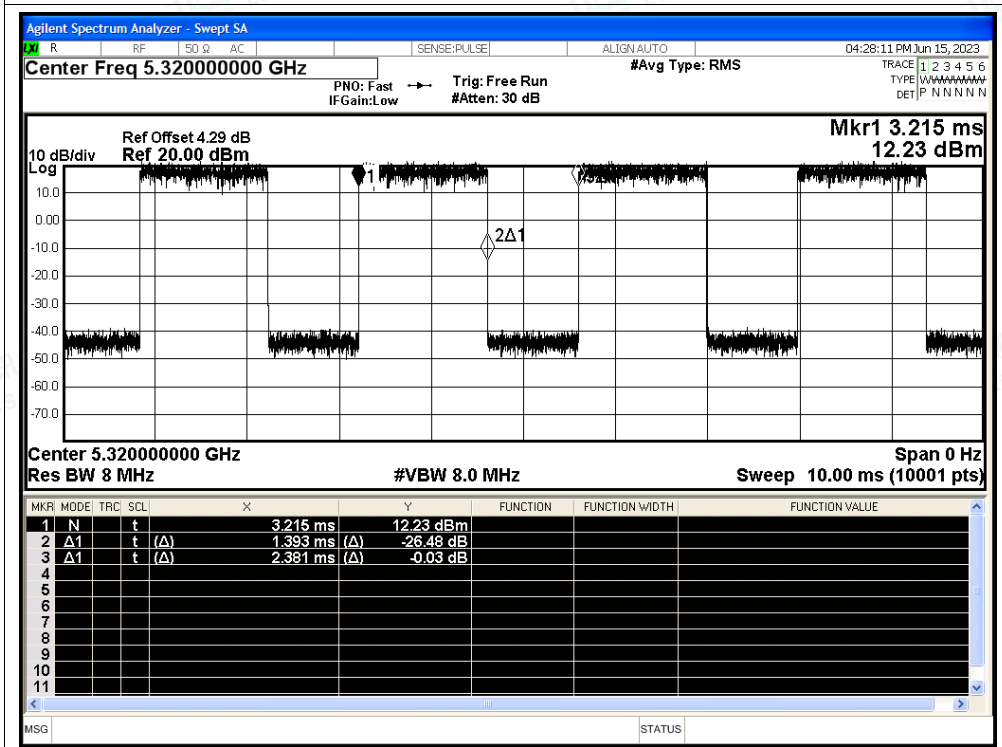 Agilent Spectrum Analyzer - Swept SA
LXI R RF 50 Ω AC SENSE:PULSE ALIGN AUTO 04:28:11 PM Jun 15, 2023
Center Freq 5.320000000 GHz #Avg Type: RMS TRACE 1 2 3 4 5 6
PNO: Fast Trig: Free Run TYPE WWWWWW
IFGain:Low #Atten: 30 dB DET P N N N N N
Mkr1 3.215 ms
12.23 dBm
Ref Offset 4.29 dB
10 dB/div Ref 20.00 dBm
Log
10.0
0.00
-10.0
-20.0
-30.0
-40.0
-50.0
-60.0
-70.0
1
2Δ1
Center 5.320000000 GHz Span 0 Hz
Res BW 8 MHz #VBW 8.0 MHz Sweep 10.00 ms (10001 pts)
MKR MODE TRC SCL X Y FUNCTION FUNCTION WIDTH FUNCTION VALUE
1 N t 3.215 ms 12.23 dBm
2 Δ1 t (Δ) 1.393 ms (Δ) -26.48 dB
3 Δ1 t (Δ) 2.381 ms (Δ) -0.03 dB
4
5
6
7
8
9
10
11
MSG STATUS